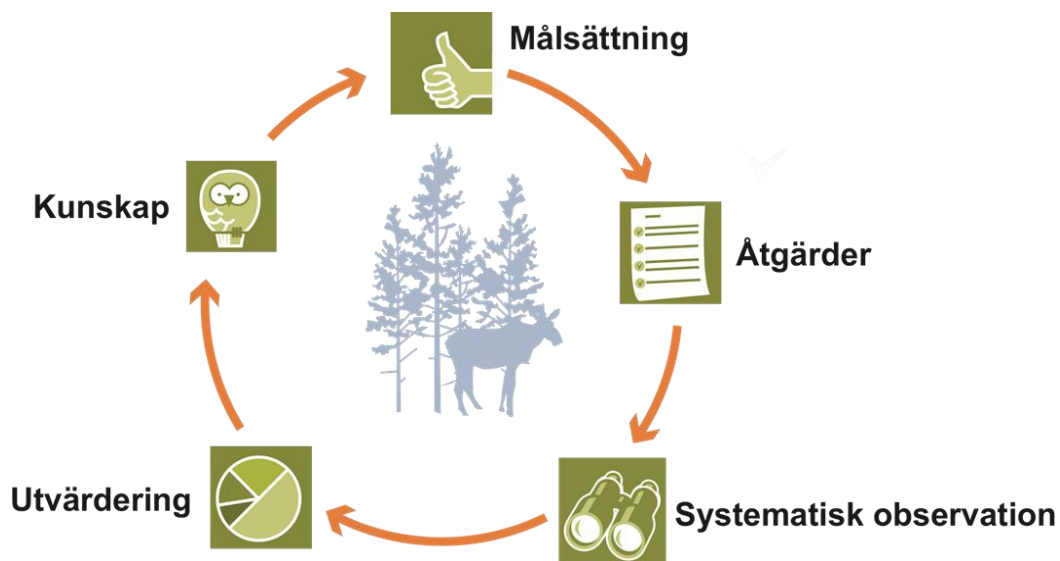 Målsättning
Åtgärder
Systematisk observation
Utvärdering
Kunskap